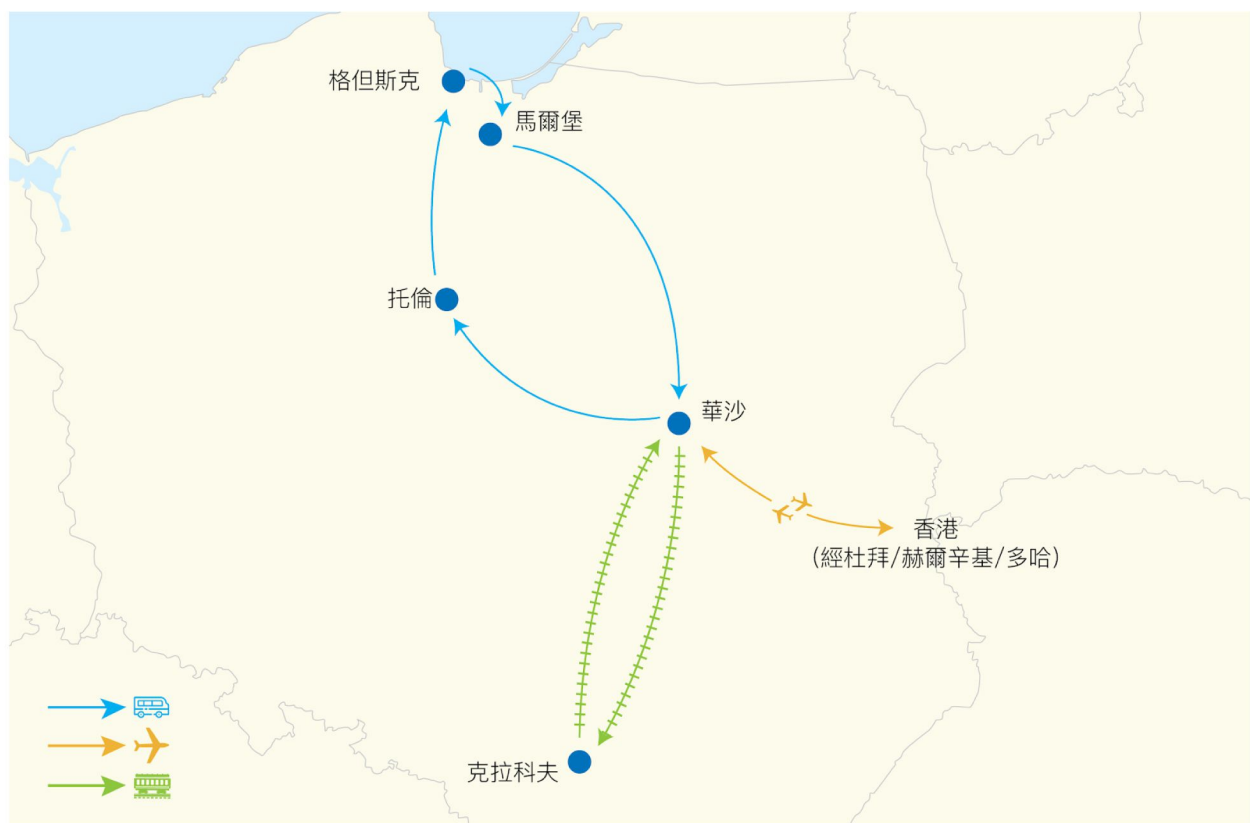 格但斯克
馬爾堡
托倫
華沙
香港
(經杜拜/赫爾辛基/多哈)
克拉科夫